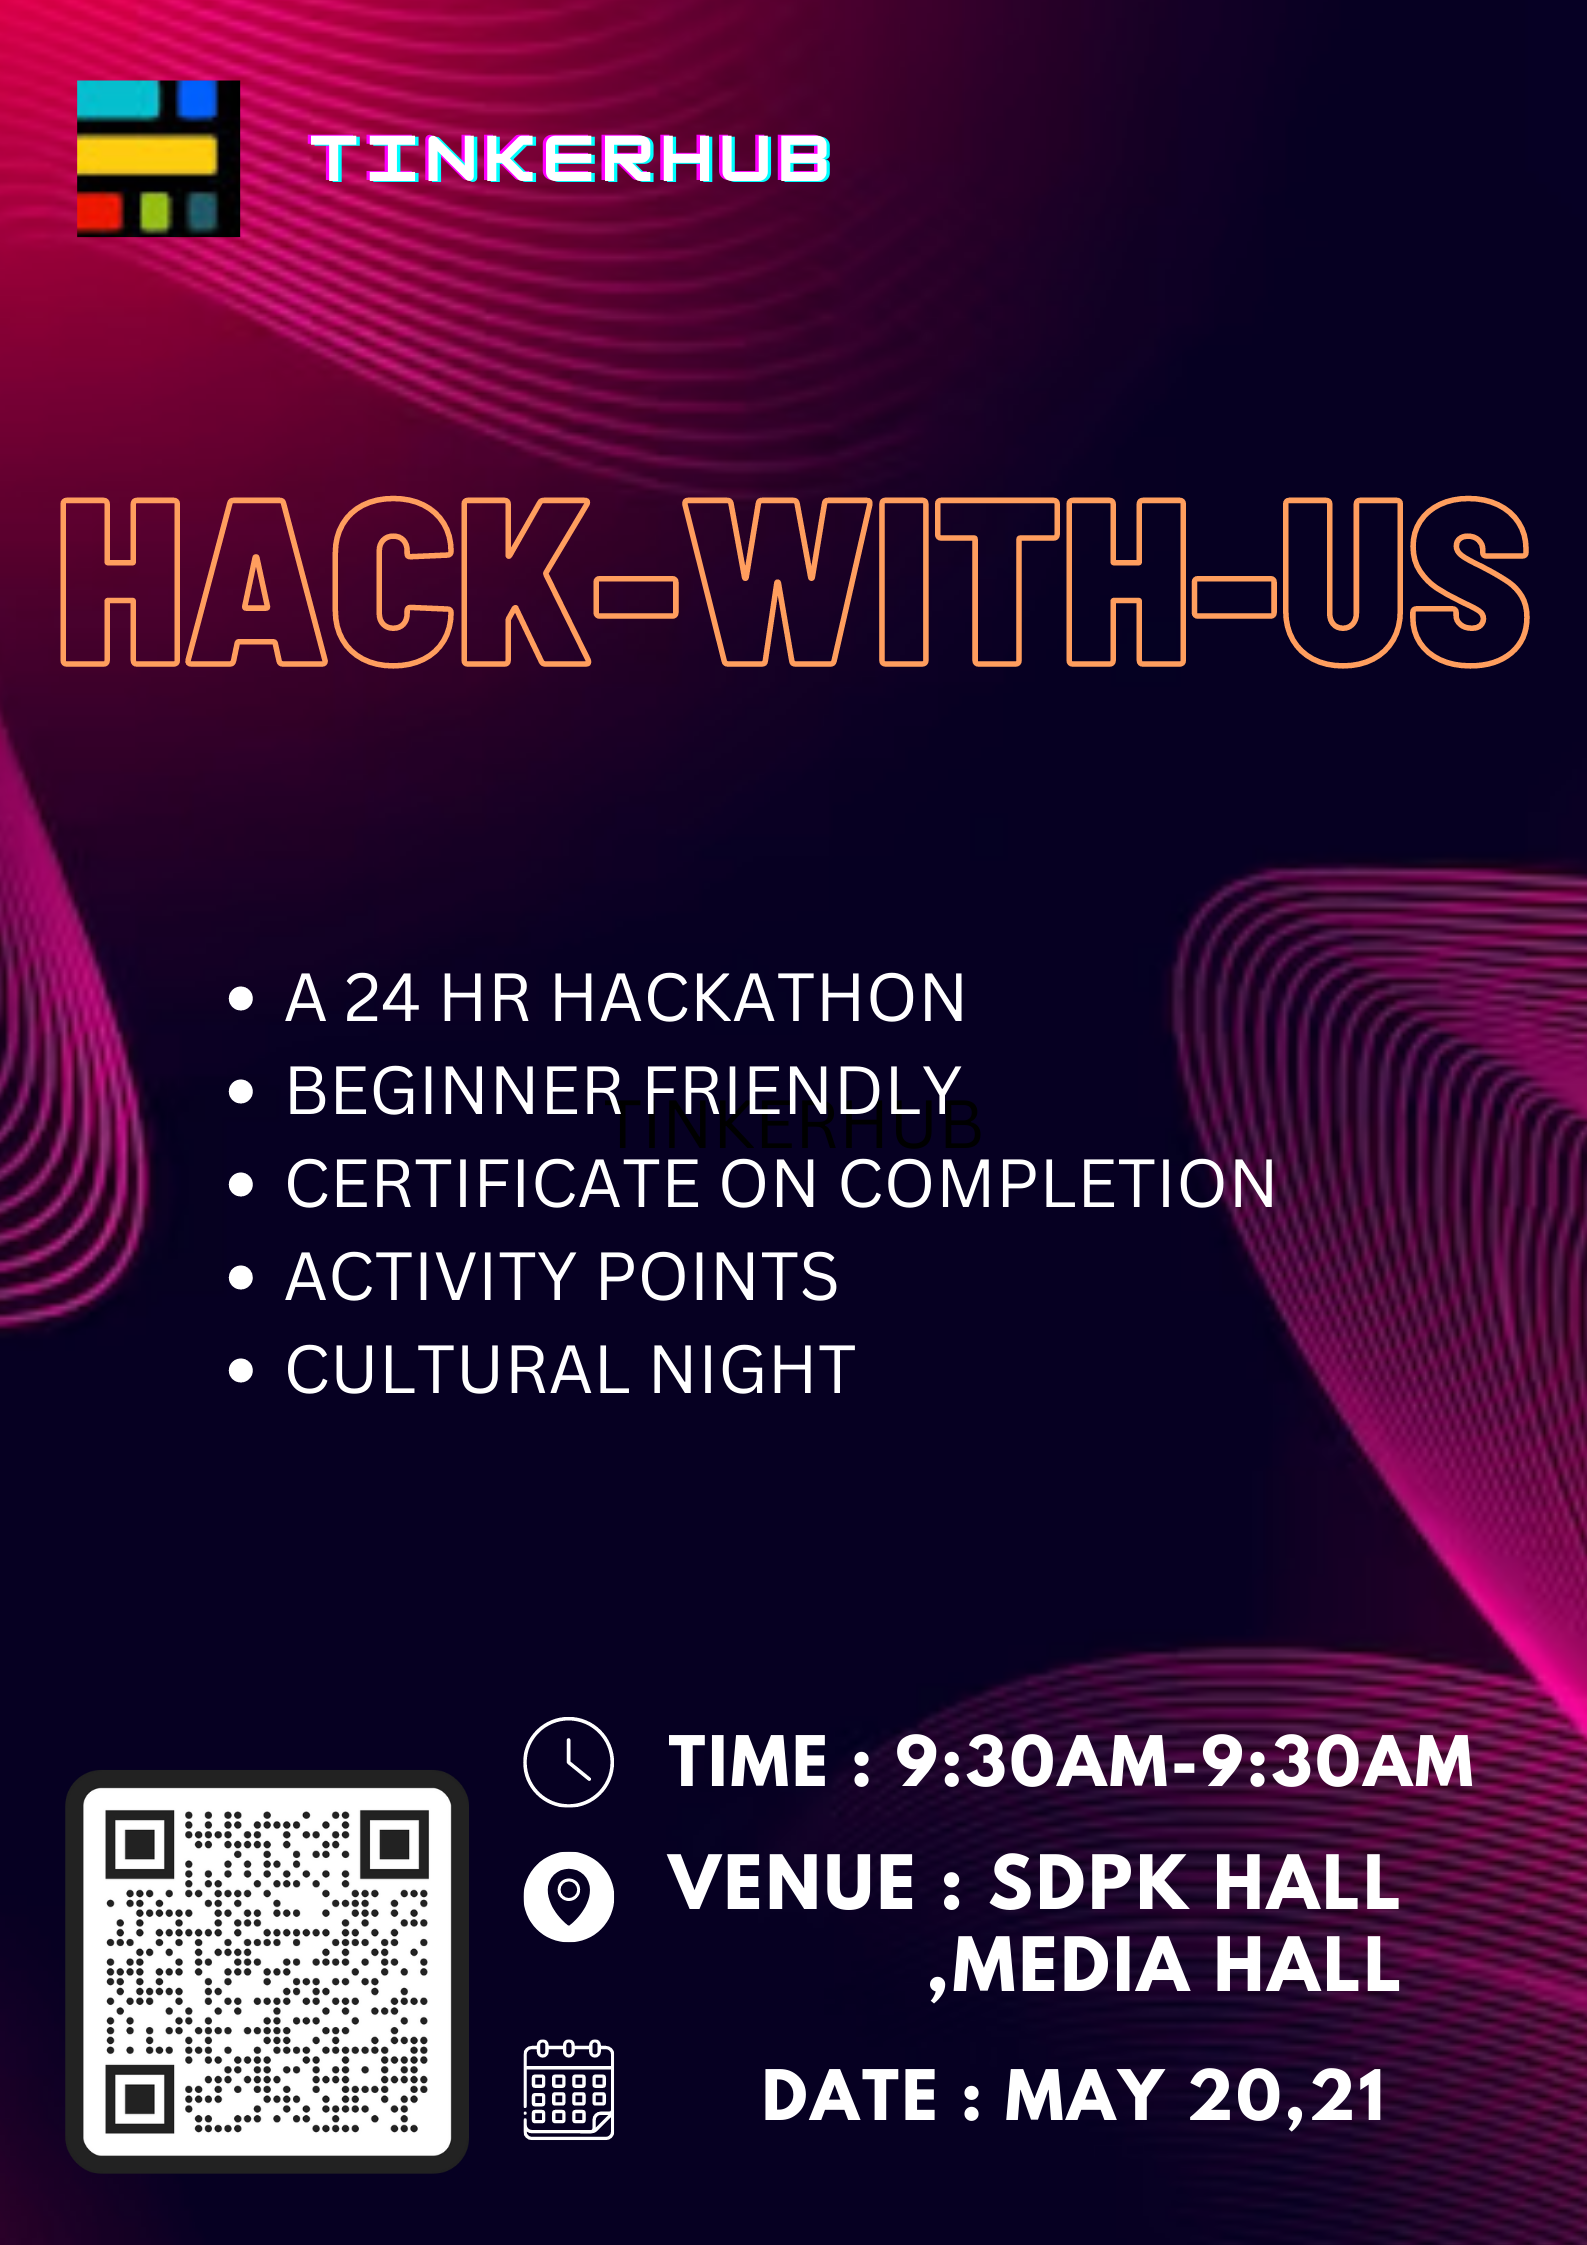 TINKERHUB
HACK-WITH-US
• A 24 HR HACKATHON
• BEGINNER FRIENDLY
TINKERHUB
• CERTIFICATE ON COMPLETION
• ACTIVITY POINTS
• CULTURAL NIGHT
TIME : 9:30AM-9:30AM
VENUE : SDPK HALL
,MEDIA HALL
DATE : MAY 20,21